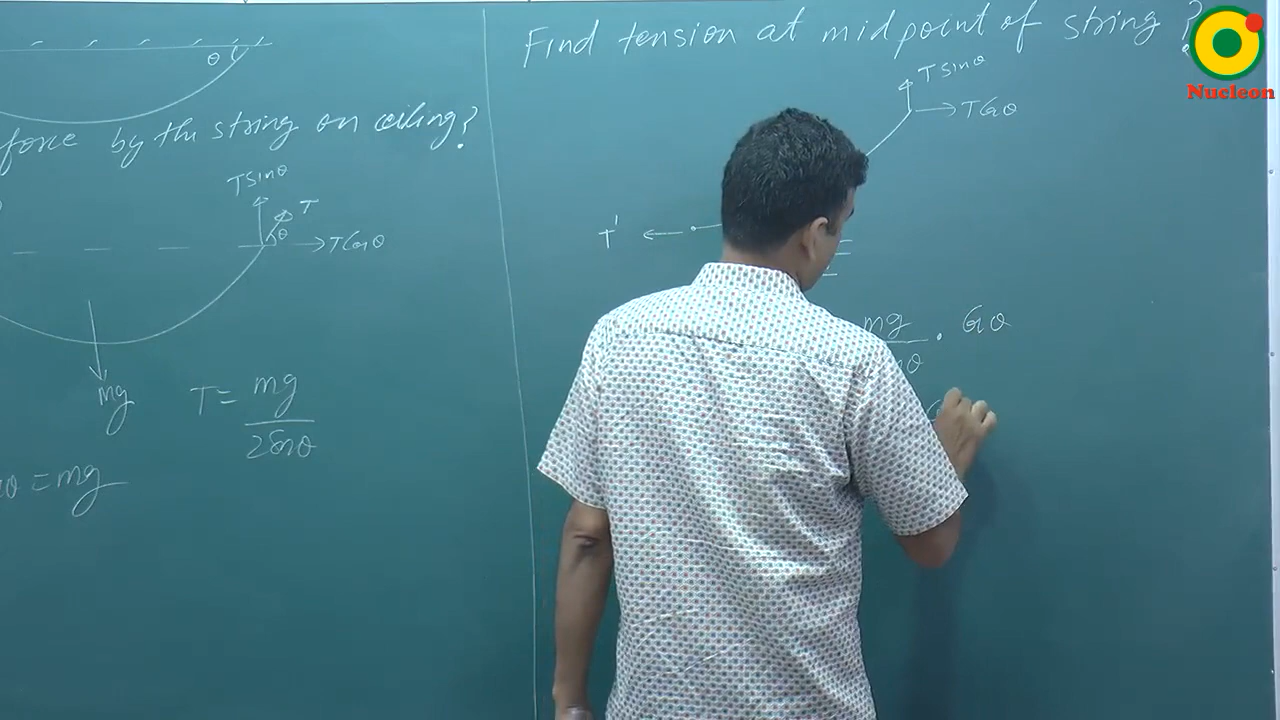 θ
force by the string on ceiling?
T sinθ
T
θ
T Cosθ
mg
T = mg
2 sinθ
= mg
Find tension at midpoint of string ?
T sinθ
T Cosθ
T'
mg . Cosθ
θ
Nucleon